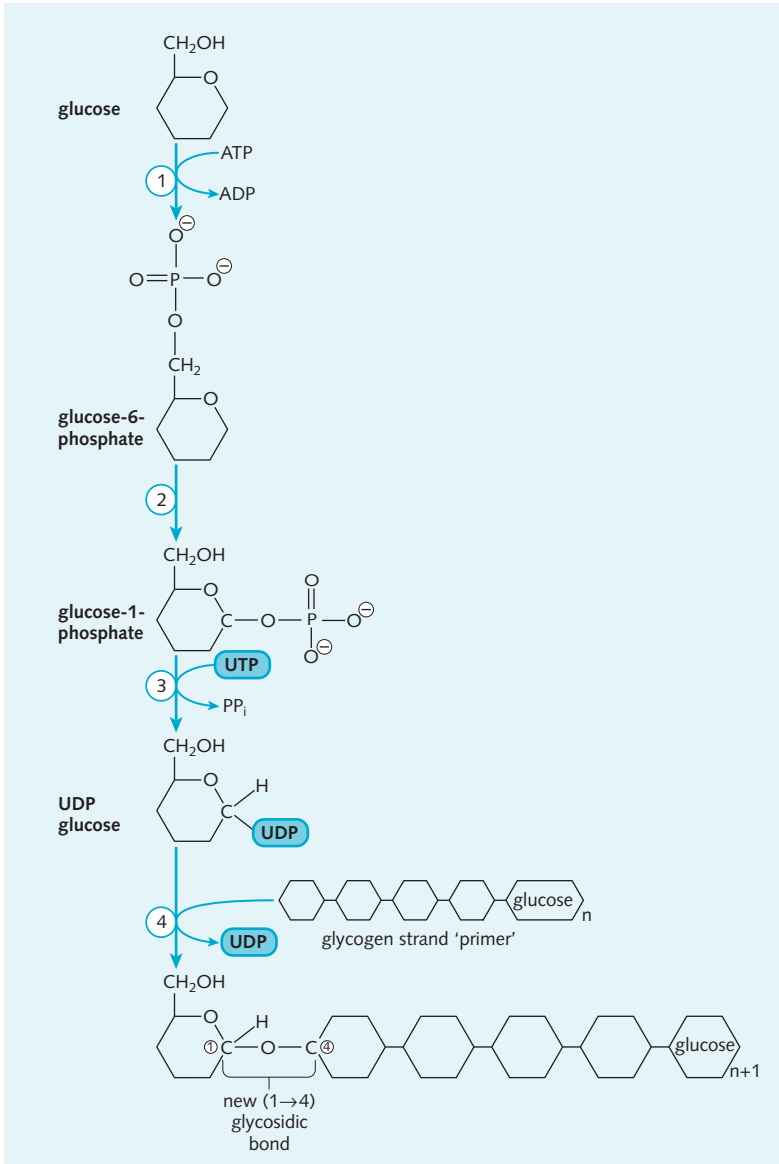 CH₂OH
O
glucose
ATP
1
ADP
O⊖
O=P—O⊖
O
CH₂
O
glucose-6-
phosphate
2
CH₂OH
O
O
glucose-1-
phosphate
C—O—P—O⊖
O⊖
UTP
3
PPᵢ
CH₂OH
O
H
UDP
glucose
C
UDP
glucose
n
4
glycogen strand ‘primer’
UDP
CH₂OH
O
H
①C—O—C④
glucose
n+1
new (1→4)
glycosidic
bond